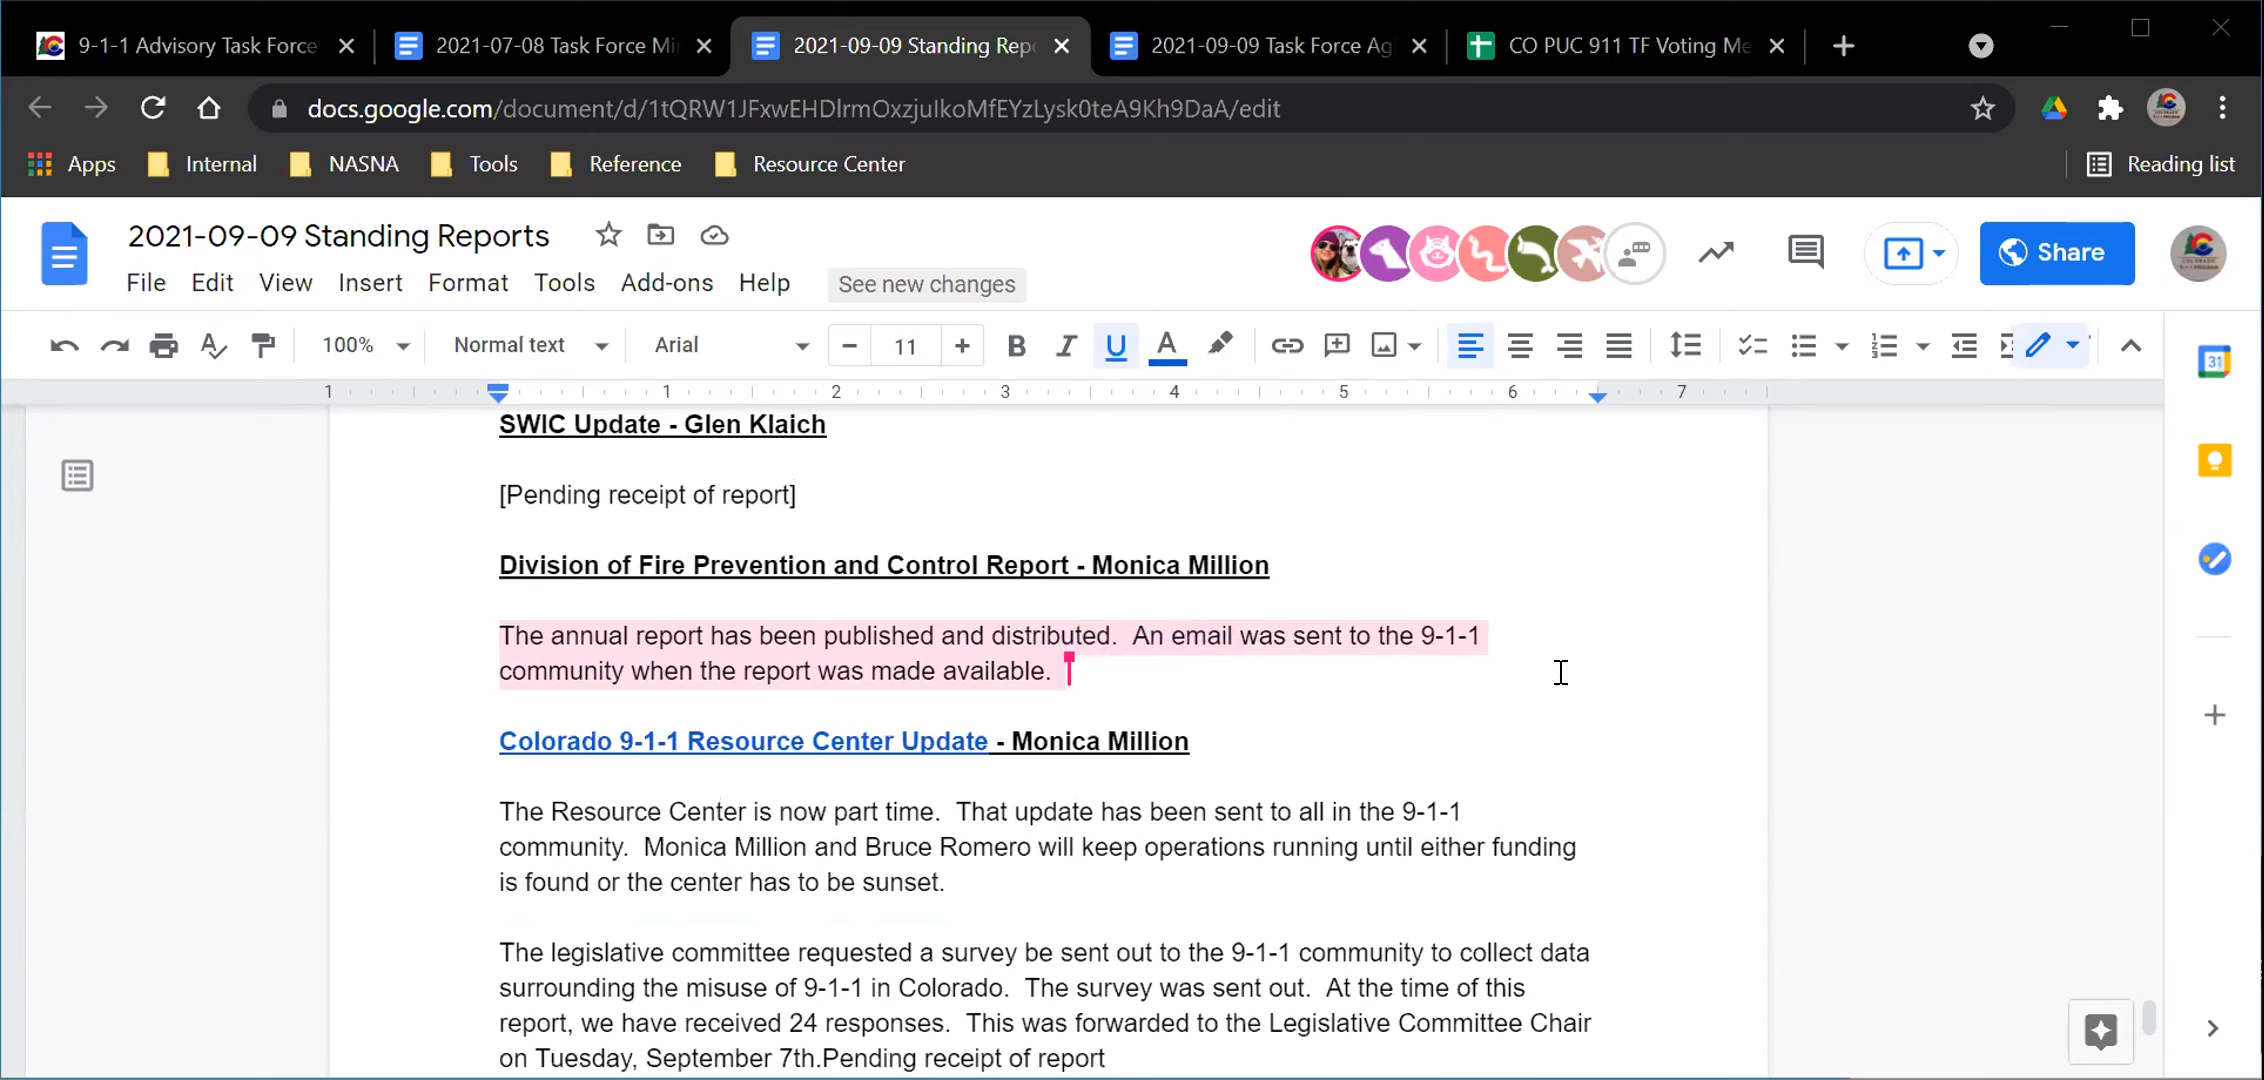 9-1-1 Advisory Task Force
2021-07-08 Task Force Mi
2021-09-09 Standing Rep
2021-09-09 Task Force Ag
CO PUC 911 TF Voting Me
docs.google.com/document/d/1tQRW1JFxwEHDlrmOxzjuIkoMfEYzLysk0teA9Kh9DaA/edit
Apps Internal NASNA Tools Reference Resource Center Reading list
2021-09-09 Standing Reports
Share
File Edit View Insert Format Tools Add-ons Help See new changes
100% Normal text Arial 11 B I U A
1 1 2 3 4 5 6 7
31
SWIC Update - Glen Klaich
[Pending receipt of report]
Division of Fire Prevention and Control Report - Monica Million
The annual report has been published and distributed. An email was sent to the 9-1-1
community when the report was made available.
Colorado 9-1-1 Resource Center Update - Monica Million
The Resource Center is now part time. That update has been sent to all in the 9-1-1
community. Monica Million and Bruce Romero will keep operations running until either funding
is found or the center has to be sunset.
The legislative committee requested a survey be sent out to the 9-1-1 community to collect data
surrounding the misuse of 9-1-1 in Colorado. The survey was sent out. At the time of this
report, we have received 24 responses. This was forwarded to the Legislative Committee Chair
on Tuesday, September 7th.Pending receipt of report